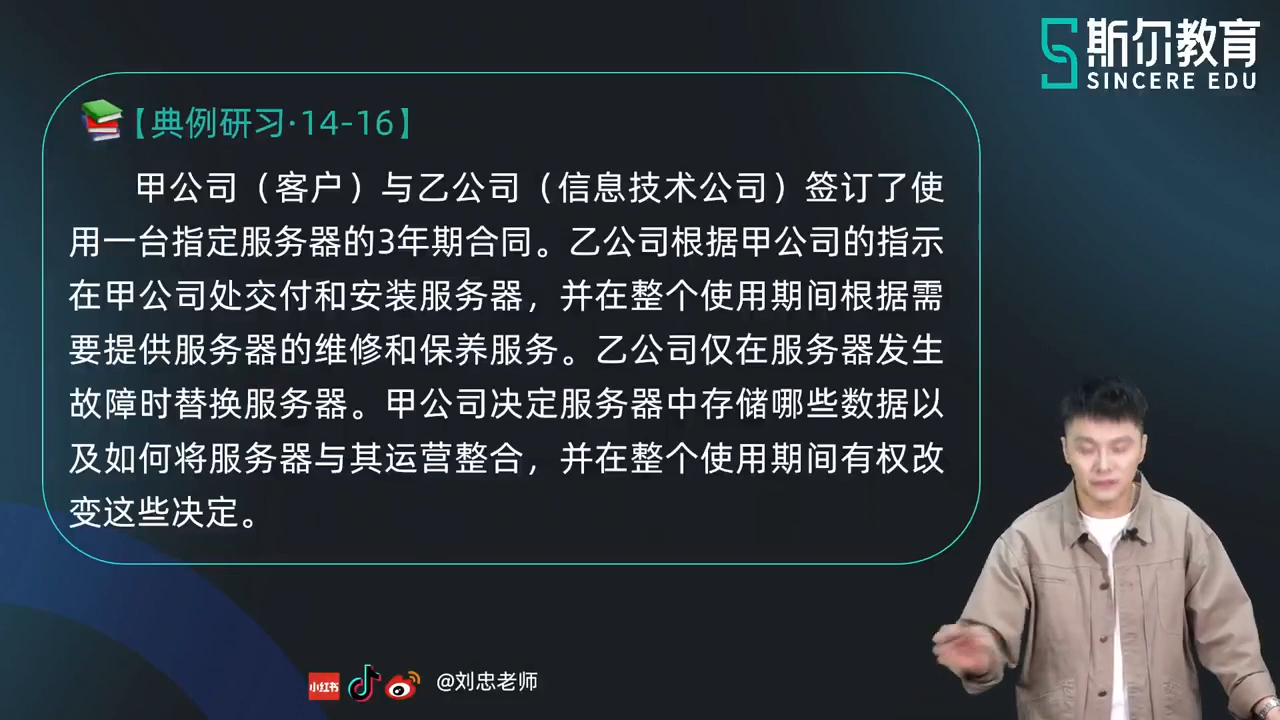 斯尔教育
SINCERE EDU
【典例研习·14-16】
甲公司（客户）与乙公司（信息技术公司）签订了使
用一台指定服务器的3年期合同。乙公司根据甲公司的指示
在甲公司处交付和安装服务器，并在整个使用期间根据需
要提供服务器的维修和保养服务。乙公司仅在服务器发生
故障时替换服务器。甲公司决定服务器中存储哪些数据以
及如何将服务器与其运营整合，并在整个使用期间有权改
变这些决定。
小红书 @刘忠老师